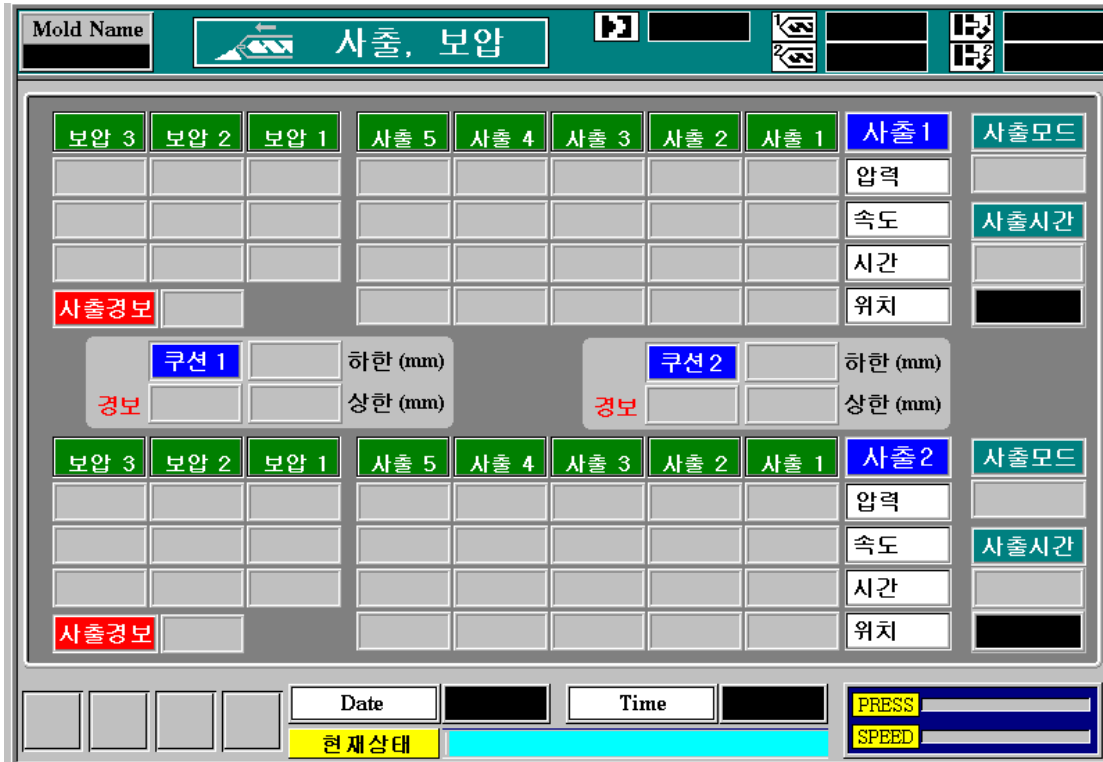 Mold Name
사출, 보압
1
2
1
2
보압 3 보압 2 보압 1 사출 5 사출 4 사출 3 사출 2 사출 1 사출1 사출모드
압력
속도 사출시간
시간
사출경보 위치
쿠션 1 하한 (mm) 쿠션 2 하한 (mm)
경보 상한 (mm) 경보 상한 (mm)
보압 3 보압 2 보압 1 사출 5 사출 4 사출 3 사출 2 사출 1 사출2 사출모드
압력
속도 사출시간
시간
사출경보 위치
Date Time PRESS
현재상태 SPEED